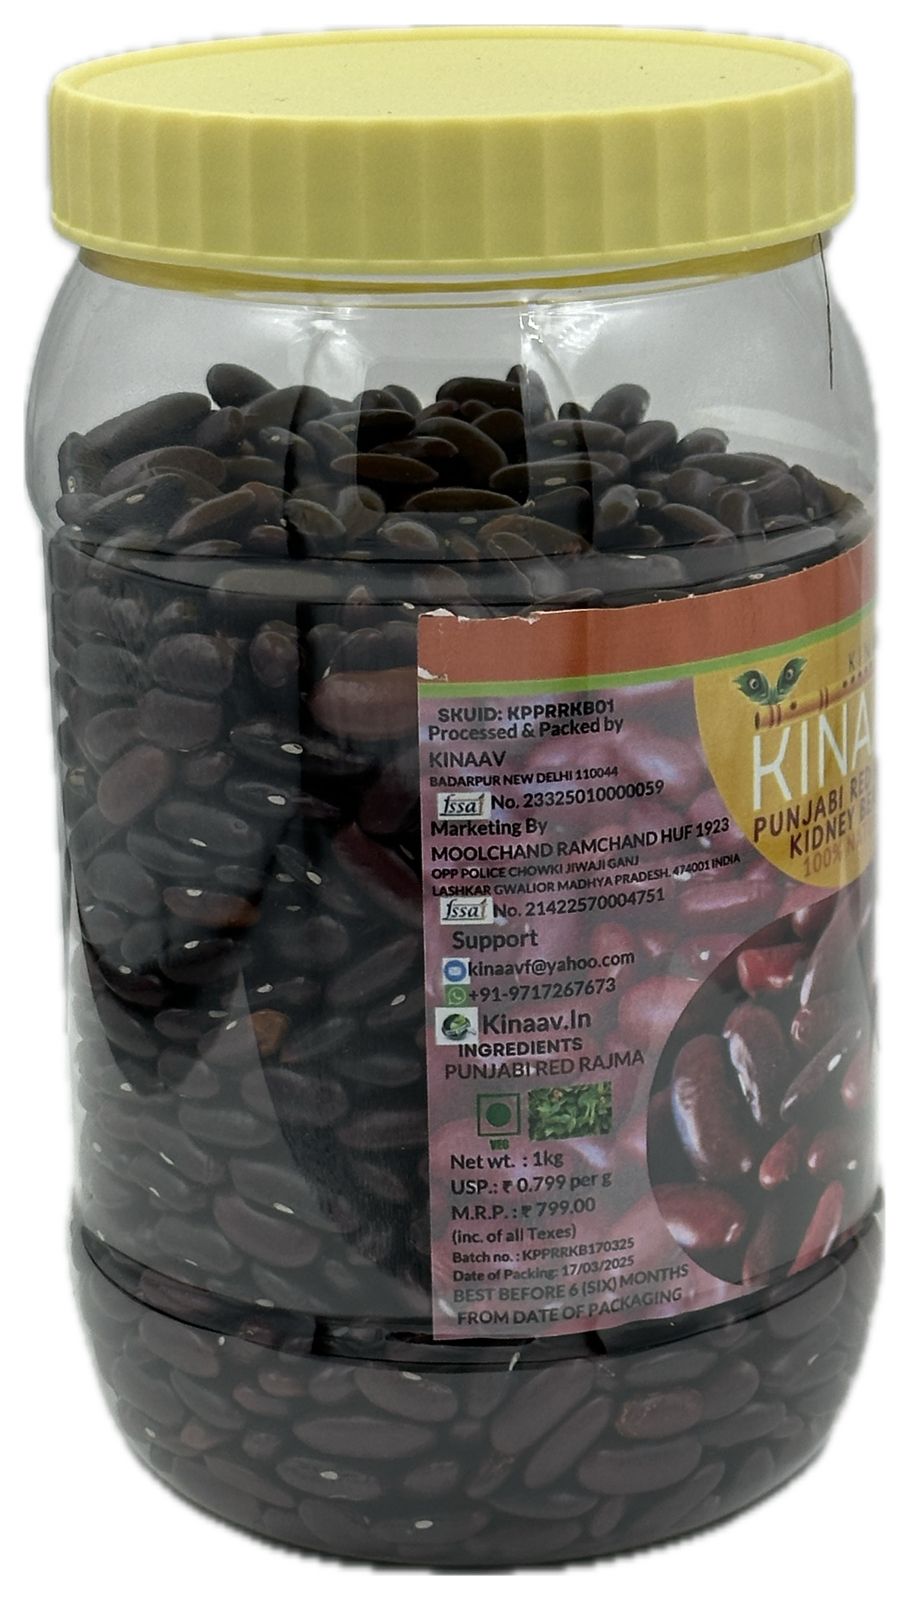 SKUID: KPPRRKB01
Processed & Packed by
KINAAV
BADARPUR NEW DELHI 110044
fssai No. 23325010000059
Marketing By
MOOLCHAND RAMCHAND HUF 1923
OPP POLICE CHOWKI JIWAJI GANJ
LASHKAR GWALIOR MADHYA PRADESH. 474001 INDIA
fssai No. 21422570004751
Support
kinaavf@yahoo.com
+91-9717267673
Kinaav.In
INGREDIENTS
PUNJABI RED RAJMA
VEG
Net wt. : 1kg
USP.: ₹ 0.799 per g
M.R.P. : ₹ 799.00
(inc. of all Texes)
Batch no. : KPPRRKB170325
Date of Packing: 17/03/2025
BEST BEFORE 6 (SIX) MONTHS
FROM DATE OF PACKAGING
KINA
PUNJABI RED
KIDNEY BE
100%